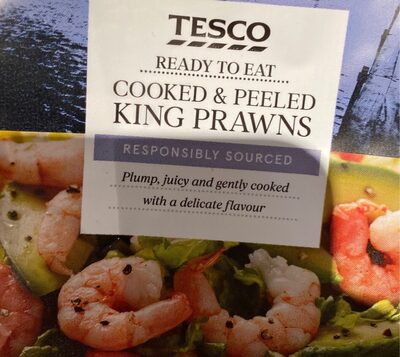 TESCO
READY TO EAT
COOKED & PEELED
KING PRAWNS
RESPONSIBLY SOURCED
Plump, juicy and gently cooked
with a delicate flavour